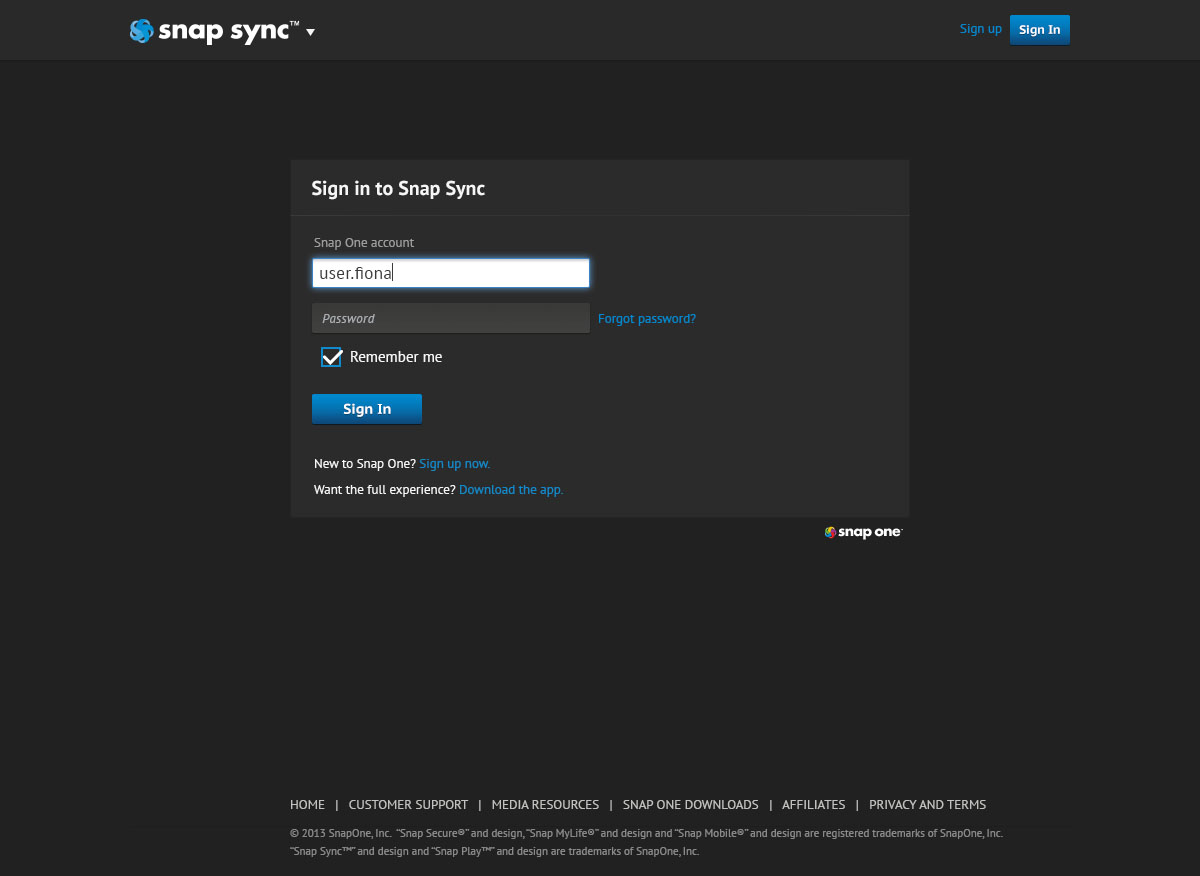 snap sync™
Sign up
Sign In
Sign in to Snap Sync
Snap One account
user.fiona
Password
Forgot password?
Remember me
Sign In
New to Snap One? Sign up now.
Want the full experience? Download the app.
snap one
HOME | CUSTOMER SUPPORT | MEDIA RESOURCES | SNAP ONE DOWNLOADS | AFFILIATES | PRIVACY AND TERMS
© 2013 SnapOne, Inc. “Snap Secure®” and design, “Snap MyLife®” and design and “Snap Mobile®” and design are registered trademarks of SnapOne, Inc.
“Snap Sync™” and design and “Snap Play™” and design are trademarks of SnapOne, Inc.